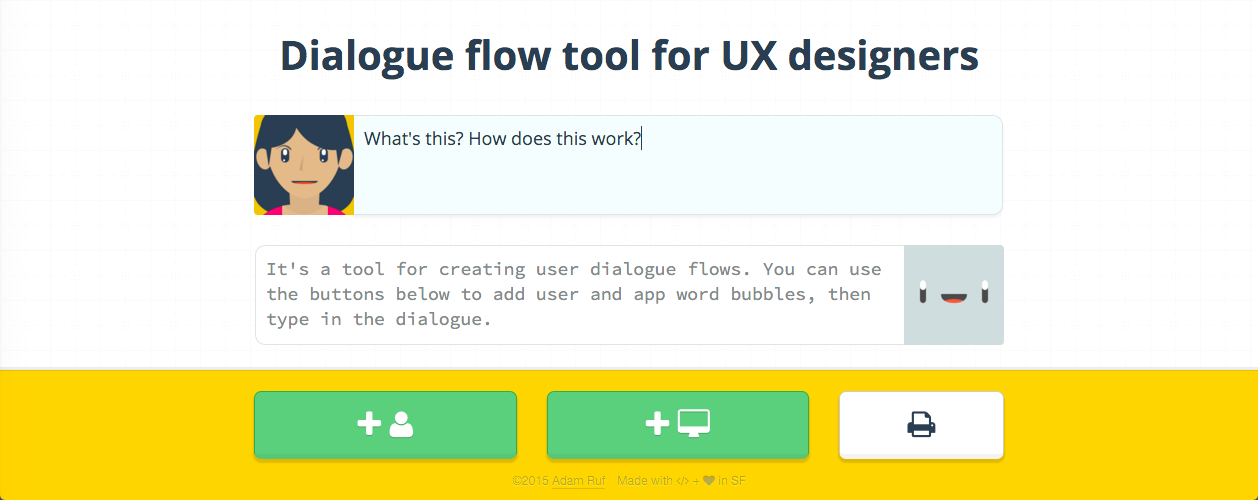 Dialogue flow tool for UX designers
What's this? How does this work?
It's a tool for creating user dialogue flows. You can use
the buttons below to add user and app word bubbles, then
type in the dialogue.
©2015 Adam Ruf Made with </> + ♥ in SF